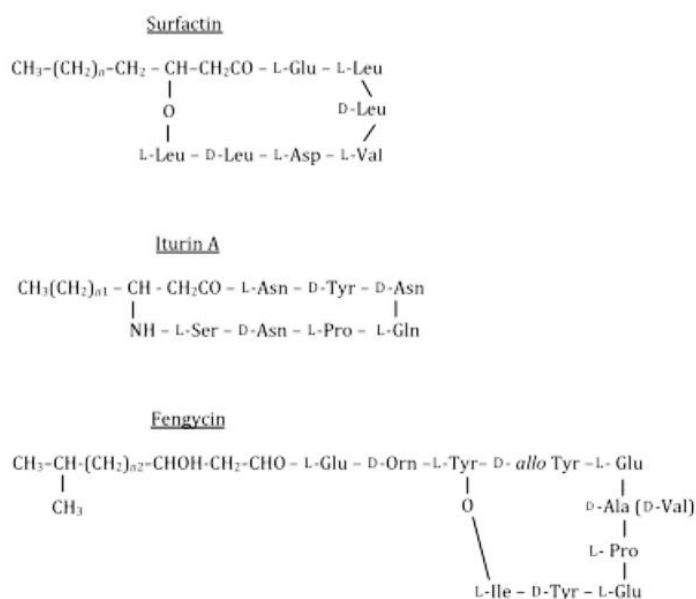 Surfactin
CH₃–(CH₂)ₙ–CH₂ – CH–CH₂CO – L-Glu – L-Leu
O
D-Leu
L-Leu – D-Leu – L-Asp – L-Val
Iturin A
CH₃(CH₂)ₙ₁ – CH - CH₂CO – L-Asn – D-Tyr – D-Asn
NH – L-Ser – D-Asn – L-Pro – L-Gln
Fengycin
CH₃–CH-(CH₂)ₙ₂–CHOH-CH₂–CHO – L-Glu – D-Orn –L-Tyr– D- allo Tyr –L- Glu
CH₃
O
D-Ala (D-Val)
L- Pro
L-Ile – D-Tyr – L-Glu